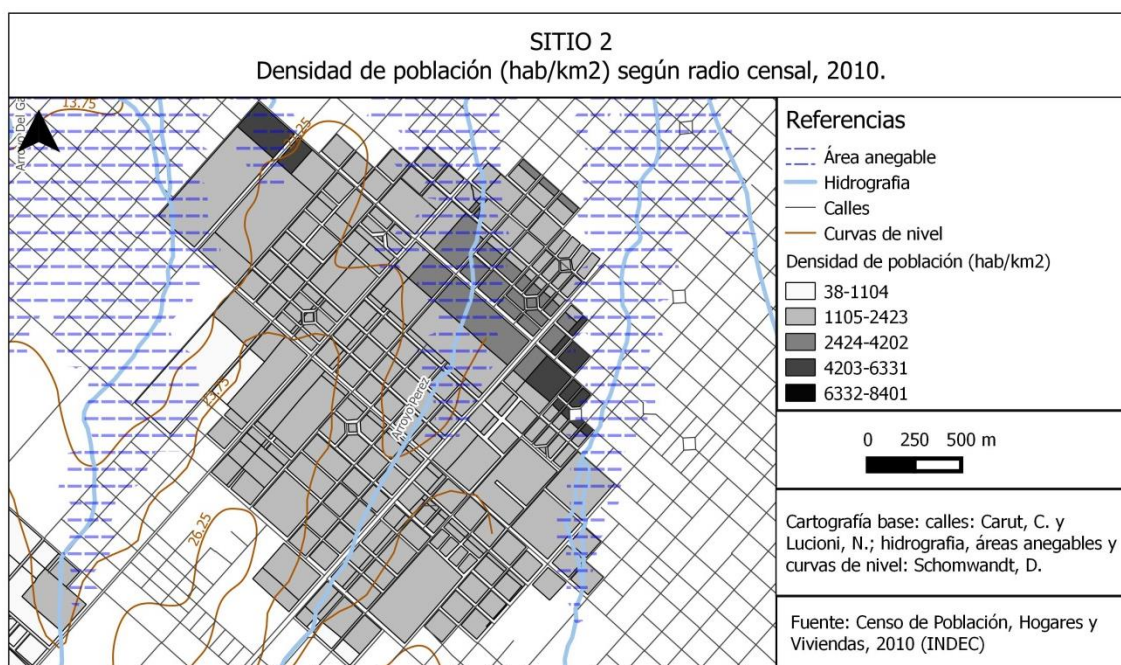 SITIO 2
Densidad de población (hab/km2) según radio censal, 2010.
13.75
Arroyo Del Ga
Arroyo Perez
26.25
Referencias
Área anegable
Hidrografia
Calles
Curvas de nivel
Densidad de población (hab/km2)
38-1104
1105-2423
2424-4202
4203-6331
6332-8401
0 250 500 m
Cartografía base: calles: Carut, C. y
Lucioni, N.; hidrografia, áreas anegables y
curvas de nivel: Schomwandt, D.
Fuente: Censo de Población, Hogares y
Viviendas, 2010 (INDEC)